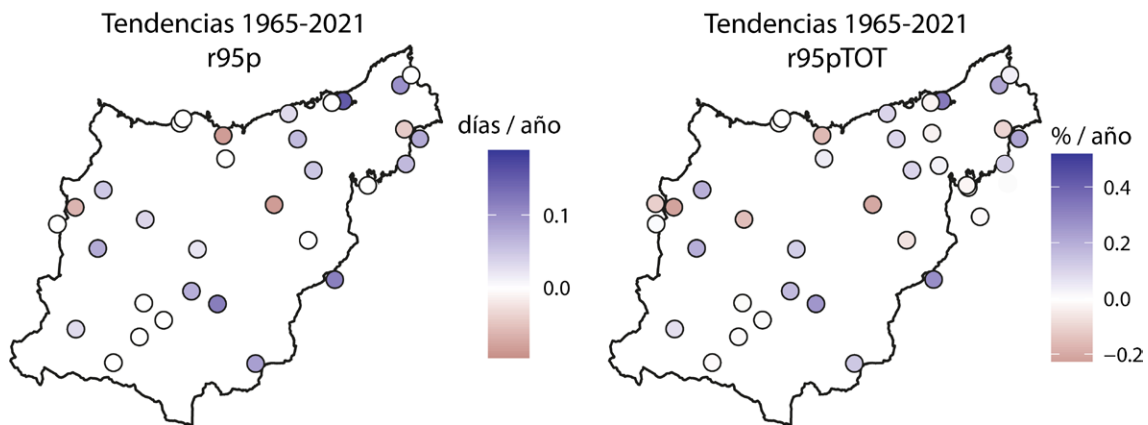 Tendencias 1965-2021
r95p
días / año
0.1
0.0
Tendencias 1965-2021
r95pTOT
% / año
0.4
0.2
0.0
−0.2